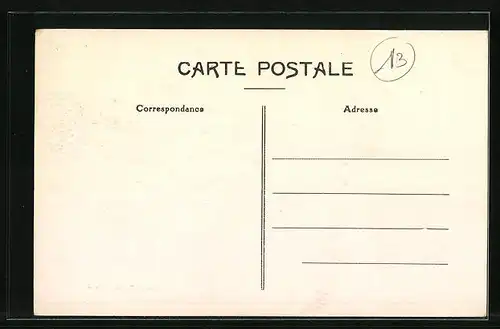 13
CARTE POSTALE
Correspondance
Adresse